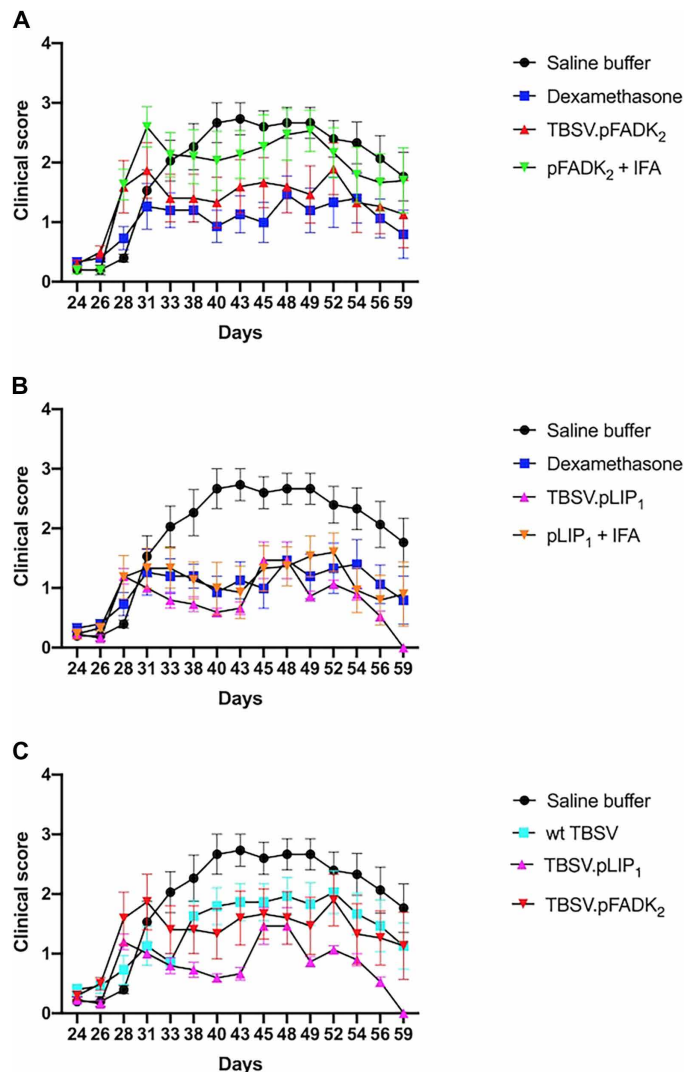 A
4
3
2
1
0
Clinical score
24 26 28 31 33 38 40 43 45 48 49 52 54 56 59
Days
Saline buffer
Dexamethasone
TBSV.pFADK₂
pFADK₂ + IFA
B
4
3
2
1
0
Clinical score
24 26 28 31 33 38 40 43 45 48 49 52 54 56 59
Days
Saline buffer
Dexamethasone
TBSV.pLIP₁
pLIP₁ + IFA
C
4
3
2
1
0
Clinical score
24 26 28 31 33 38 40 43 45 48 49 52 54 56 59
Days
Saline buffer
wt TBSV
TBSV.pLIP₁
TBSV.pFADK₂